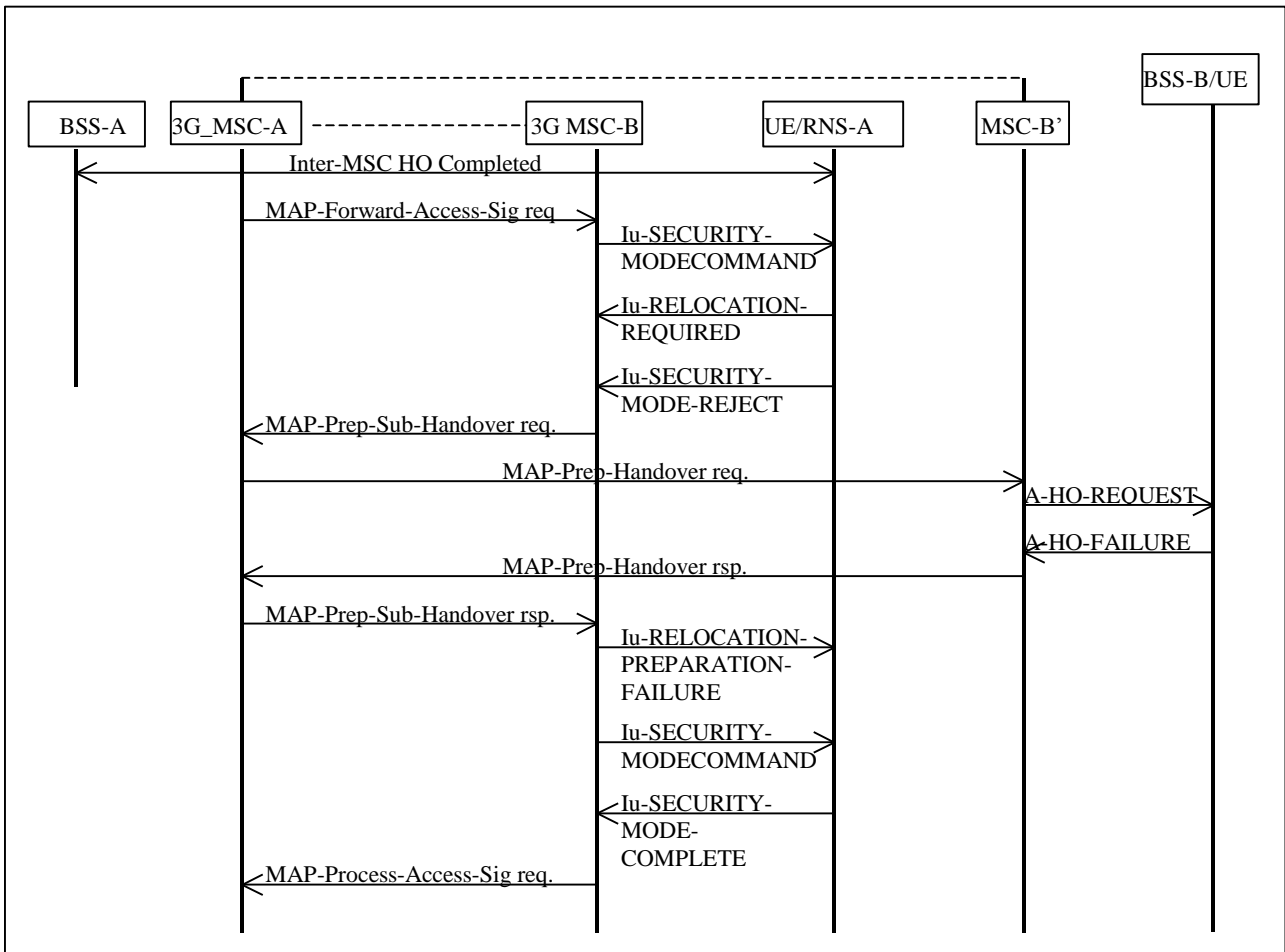 BSS-B/UE
BSS-A
3G_MSC-A
3G MSC-B
UE/RNS-A
MSC-B’
Inter-MSC HO Completed
MAP-Forward-Access-Sig req
Iu-SECURITY-
MODECOMMAND
Iu-RELOCATION-
REQUIRED
Iu-SECURITY-
MODE-REJECT
MAP-Prep-Sub-Handover req.
MAP-Prep-Handover req.
A-HO-REQUEST
A-HO-FAILURE
MAP-Prep-Handover rsp.
MAP-Prep-Sub-Handover rsp.
Iu-RELOCATION-
PREPARATION-
FAILURE
Iu-SECURITY-
MODECOMMAND
Iu-SECURITY-
MODE-
COMPLETE
MAP-Process-Access-Sig req.